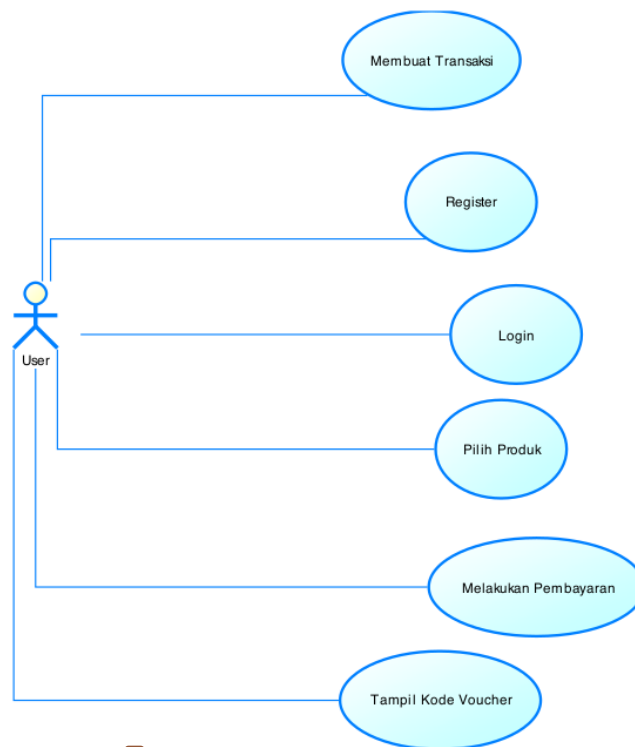 Membuat Transaksi
Register
Login
User
Pilih Produk
Melakukan Pembayaran
Tampil Kode Voucher